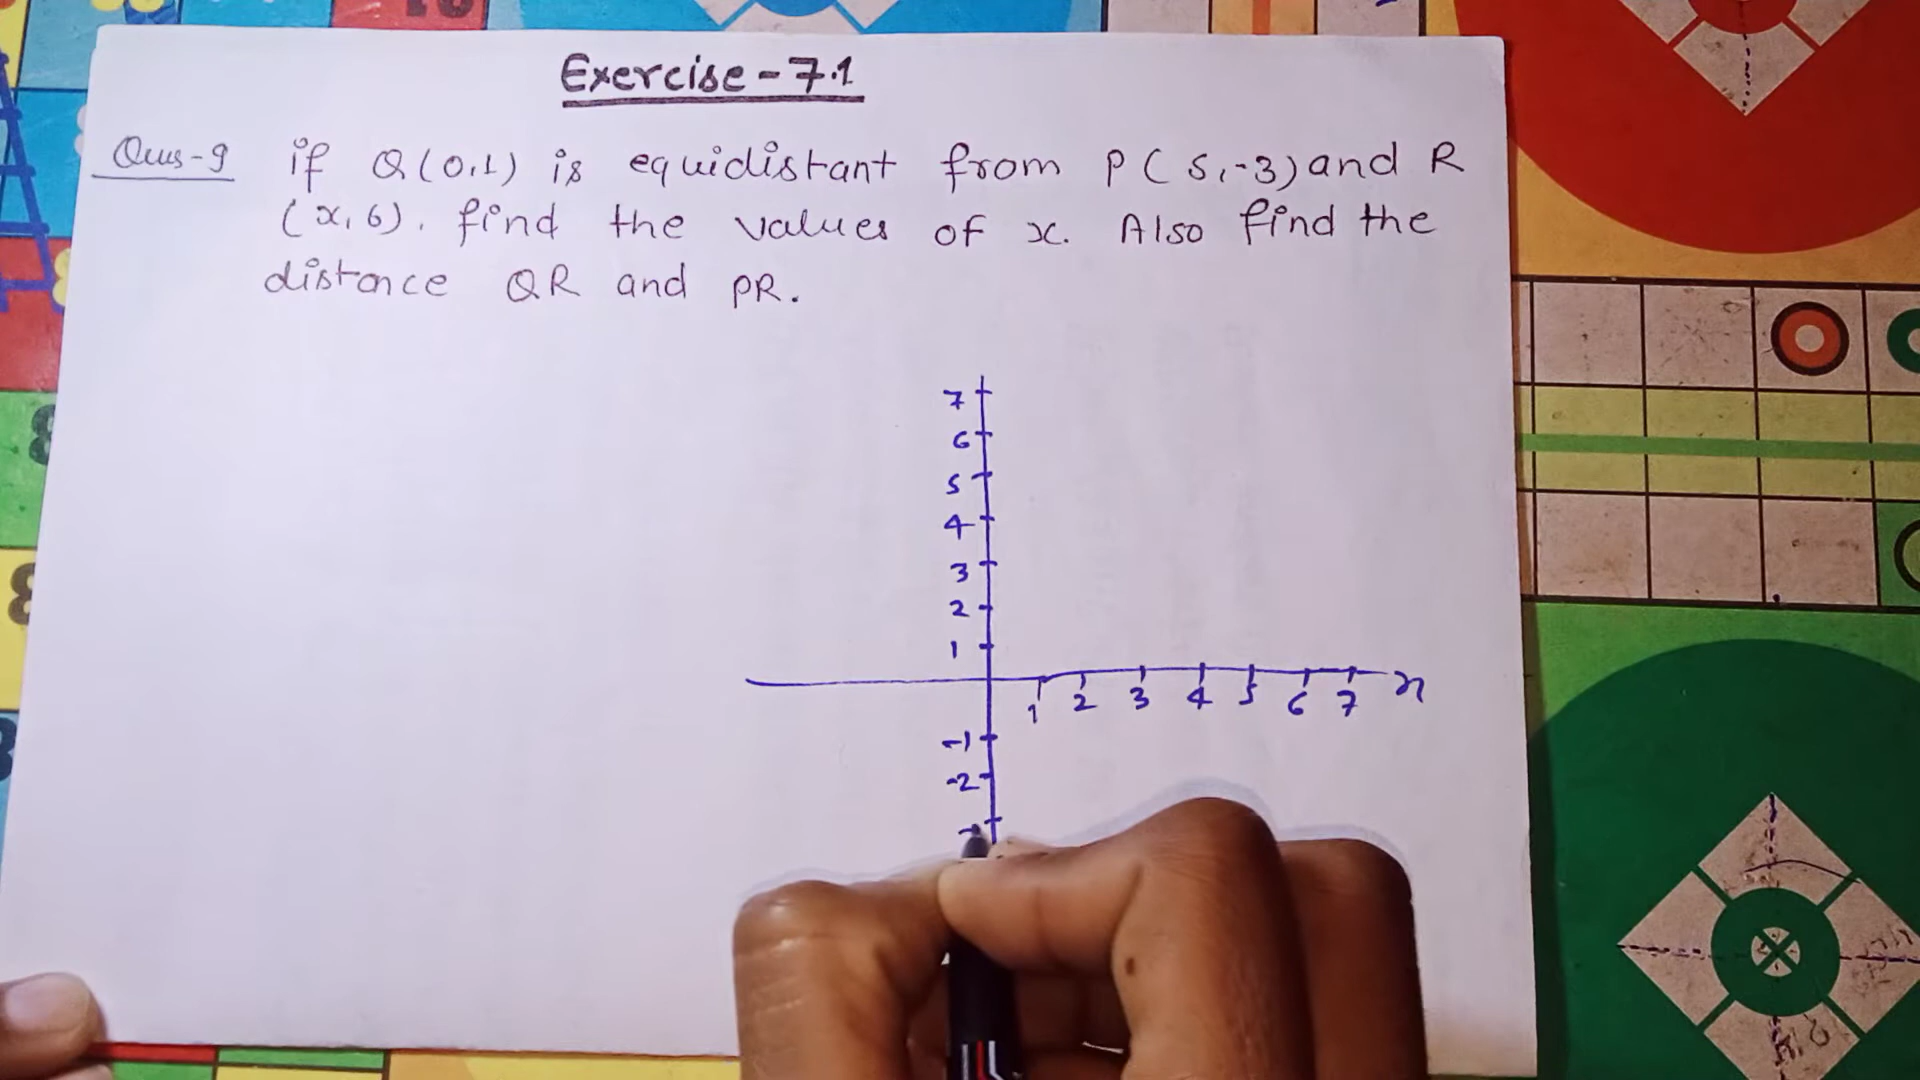 Exercise-7.1
Qus-9 if Q(0,1) is equidistant from P(5,-3) and R
(x,6). find the values of x. Also find the
distance QR and PR.
7
6
5
4
3
2
1
1 2 3 4 5 6 7 x
-1
-2